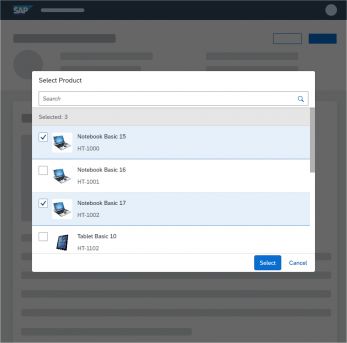 SAP
Select Product
Search
Selected: 3
Notebook Basic 15
HT-1000
Notebook Basic 16
HT-1001
Notebook Basic 17
HT-1002
Tablet Basic 10
HT-1102
Select
Cancel